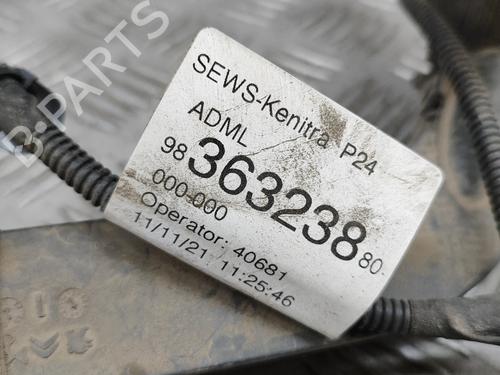 B-PARTS
SEWS-Kenitra P24
ADML
98 363238 80
000-000
Operator: 40681
11/11/21 11:25:46